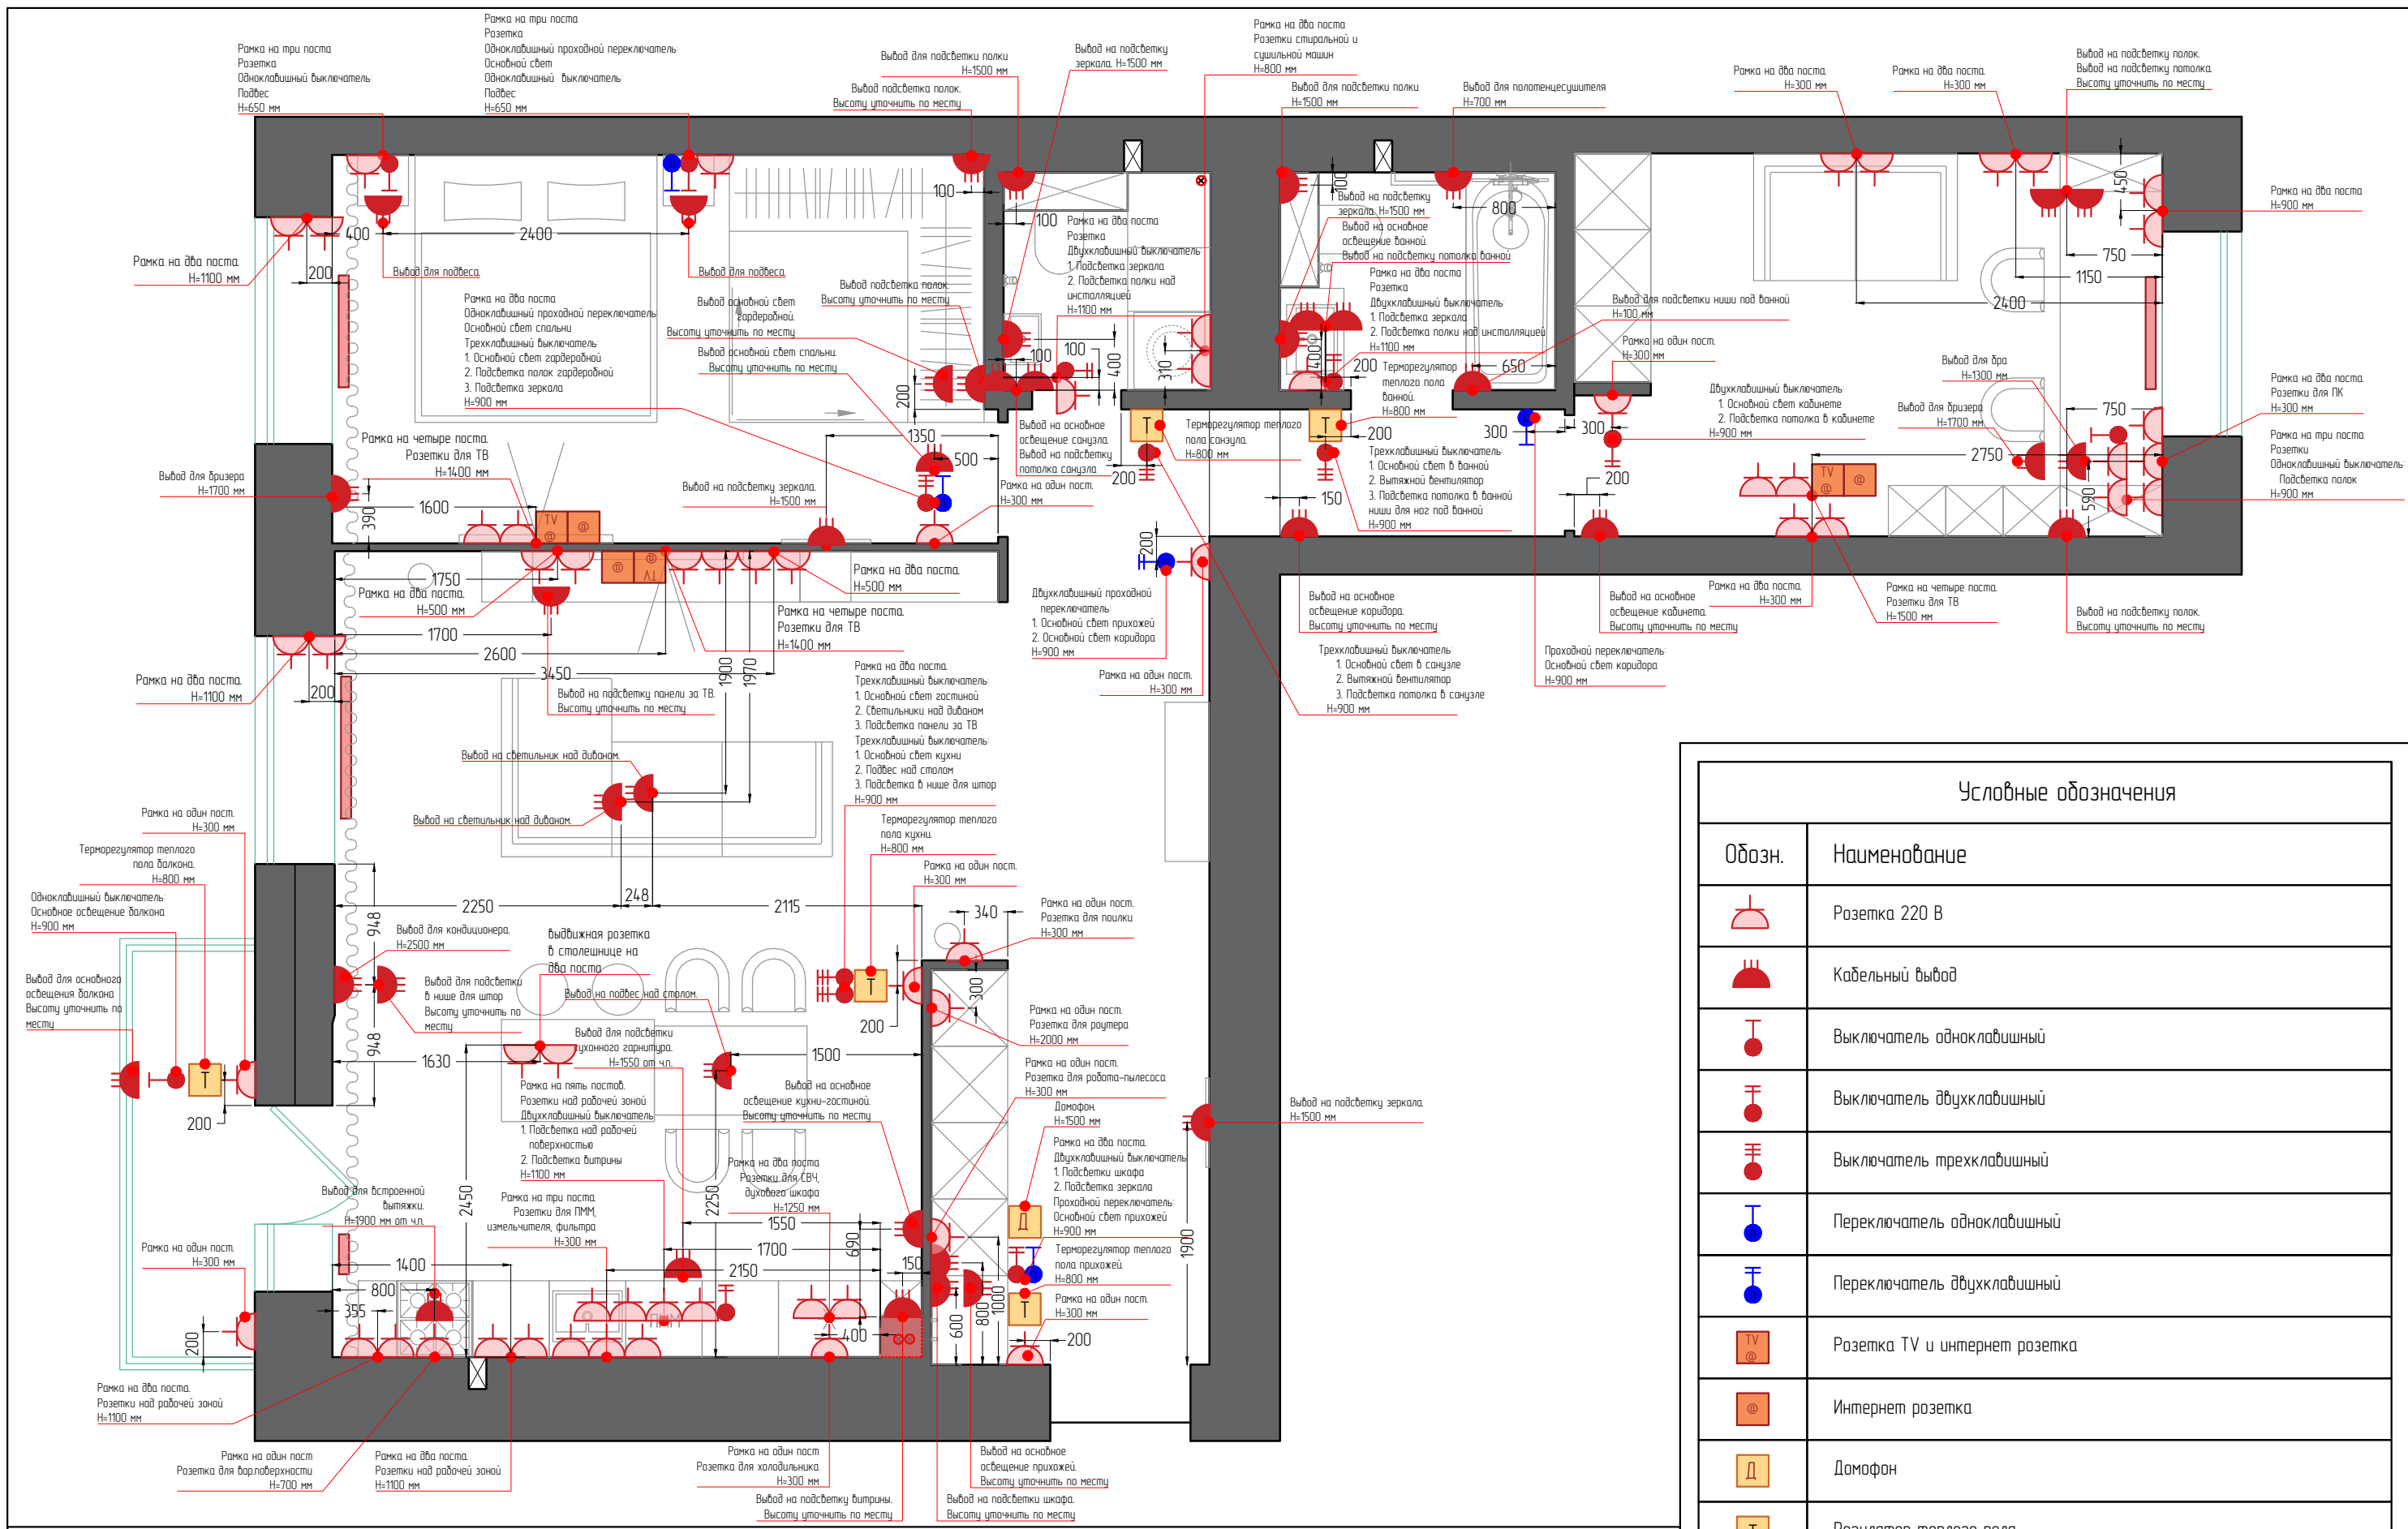 Рамка на три поста
Розетка
Одноклавишный выключатель:
Подвес
H=650 мм
Рамка на три поста
Розетка
Одноклавишный проходной переключатель:
Основной свет
Одноклавишный выключатель:
Подвес
H=650 мм
Вывод для подсветки полки
H=1500 мм
Вывод подсветка полок.
Высоту уточнить по месту
Вывод на подсветку
зеркала. H=1500 мм
Рамка на два поста
Розетки стиральной и
сушильной машин
H=800 мм
Вывод для подсветки полки
H=1500 мм
Вывод для полотенцесушителя
H=700 мм
Рамка на два поста.
H=300 мм
Рамка на два поста.
H=300 мм
Вывод на подсветку полок.
Вывод на подсветку потолка.
Высоту уточнить по месту
Рамка на два поста
H=900 мм
Рамка на два поста.
H=1100 мм
200
400
2400
Вывод для подвеса.
Вывод для подвеса.
100
100
Рамка на два поста
Розетка
Двухклавишный выключатель:
1. Подсветка зеркала
2. Подсветка полки над
инсталляцией
H=1100 мм
100
Вывод на подсветку
зеркала. H=1500 мм
Вывод на основное
освещение ванной.
Вывод на подсветку потолка ванной
800
450
750
1150
2400
Рамка на два поста
Одноклавишный проходной переключатель:
Основной свет спальни
Трехклавишный выключатель:
1. Основной свет гардеробной
2. Подсветка полок гардеробной
3. Подсветка зеркала
H=900 мм
Вывод основной свет
гардеробной.
Высоту уточнить по месту
Вывод подсветка полок.
Высоту уточнить по месту
Вывод основной свет спальни.
Высоту уточнить по месту
200
100
100
400
310
Рамка на два поста
Розетка
Двухклавишный выключатель:
1. Подсветка зеркала
2. Подсветка полки над инсталляцией
H=1100 мм
400
200
Терморегулятор
теплого пола
ванной.
H=800 мм
650
Вывод для подсветки ниши под ванной
H=100 мм
Рамка на один пост.
H=300 мм
Двухклавишный выключатель:
1. Основной свет кабинете
2. Подсветка потолка в кабинете
H=900 мм
Вывод для бра
H=1300 мм
Вывод для бризера
H=1700 мм
750
Рамка на два поста.
Розетки для ПК
H=300 мм
Рамка на три поста
Розетки
Одноклавишный выключатель:
Подсветка полок
H=900 мм
Рамка на четыре поста.
Розетки для ТВ
H=1400 мм
Вывод для бризера
H=1700 мм
390
1600
TV
@
@
Вывод на подсветку зеркала.
H=1500 мм
1350
500
Рамка на один пост.
H=300 мм
Вывод на основное
освещение санузла.
Вывод на подсветку
потолка санузла
T
200
Терморегулятор теплого
пола санузла.
H=800 мм
T
200
Трехклавишный выключатель:
1. Основной свет в ванной
2. Вытяжной вентилятор
3. Подсветка потолка в ванной
ниши для ног под ванной
H=900 мм
150
300
300
200
2750
TV
@
@
590
1750
Рамка на два поста.
H=500 мм
@
TV
1700
2600
3450
Рамка на два поста.
H=500 мм
Рамка на четыре поста.
Розетки для ТВ
H=1400 мм
1900
1970
200
Двухклавишный проходной
переключатель:
1. Основной свет прихожей
2. Основной свет коридора
H=900 мм
Рамка на один пост.
H=300 мм
Вывод на основное
освещение коридора.
Высоту уточнить по месту
Трехклавишный выключатель:
1. Основной свет в санузле
2. Вытяжной вентилятор
3. Подсветка потолка в санузле
H=900 мм
Проходной переключатель:
Основной свет коридора
H=900 мм
Вывод на основное
освещение кабинета.
Высоту уточнить по месту
Рамка на два поста.
H=300 мм
Рамка на четыре поста.
Розетки для ТВ
H=1500 мм
Вывод на подсветку полок.
Высоту уточнить по месту
Рамка на два поста.
H=1100 мм
200
Вывод на подсветку панели за ТВ.
Высоту уточнить по месту
Вывод на светильник над диваном.
Вывод на светильник над диваном.
Рамка на два поста.
Трехклавишный выключатель:
1. Основной свет гостиной
2. Светильники над диваном
3. Подсветка панели за ТВ
Трехклавишный выключатель:
1. Основной свет кухни
2. Подвес над столом
3. Подсветка в нише для штор
H=900 мм
Терморегулятор теплого
пола кухни.
H=800 мм
Рамка на один пост.
H=300 мм
Рамка на один пост.
H=300 мм
Терморегулятор теплого
пола балкона.
H=800 мм
Одноклавишный выключатель:
Основное освещение балкона
H=900 мм
Вывод для основного
освещения балкона
Высоту уточнить по
месту
T
200
948
948
2250
248
2115
Вывод для кондиционера.
H=2500 мм
Вывод для подсветки
в нише для штор
Высоту уточнить по
месту
выдвижная розетка
в столешнице на
два поста
Вывод на подвес над столом.
Вывод для подсветки
кухонного гарнитура.
H=1550 от ч.п.
1630
1500
T
200
340
300
Рамка на один пост.
Розетка для поилки
H=300 мм
Рамка на один пост.
Розетка для роутера
H=2000 мм
Рамка на один пост.
Розетка для робота-пылесоса
H=300 мм
Домофон.
H=1500 мм
Рамка на два поста.
Двухклавишный выключатель:
1. Подсветки шкафа
2. Подсветка зеркала
Проходной переключатель:
Основной свет прихожей
H=900 мм
Терморегулятор теплого
пола прихожей.
H=800 мм
Рамка на один пост.
H=300 мм
Вывод на подсветку зеркала.
H=1500 мм
1900
Рамка на пять постов.
Розетки над рабочей зоной
Двухклавишный выключатель
1. Подсветка над рабочей
поверхностью
2. Подсветка витрины
H=1100 мм
Вывод на основное
освещение кухни-гостиной.
Высоту уточнить по месту
Рамка на два поста
Розетки для СВЧ,
духового шкафа
H=1250 мм
Вывод для встроенной
вытяжки.
H=1900 мм от ч.п.
Рамка на три поста.
Розетки для ПММ,
измельчителя, фильтра
H=300 мм
2450
2250
1550
1700
2150
690
150
400
1400
800
355
ПММ
Д
T
600
800
1000
200
Рамка на один пост.
H=300 мм
200
Рамка на два поста.
Розетки над рабочей зоной
H=1100 мм
Рамка на один пост
Розетка для вар.поверхности
H=700 мм
Рамка на два поста.
Розетки над рабочей зоной
H=1100 мм
Рамка на один пост
Розетка для холодильника
H=300 мм
Вывод на подсветку витрины.
Высоту уточнить по месту
Вывод на основное
освещение прихожей.
Высоту уточнить по месту
Вывод на подсветки шкафа.
Высоту уточнить по месту
Условные обозначения
Обозн.
Наименование
Розетка 220 В
Кабельный вывод
Выключатель одноклавишный
Выключатель двухклавишный
Выключатель трехклавишный
Переключатель одноклавишный
Переключатель двухклавишный
TV
@
Розетка TV и интернет розетка
@
Интернет розетка
Д
Домофон
T
Регулятор теплого пола